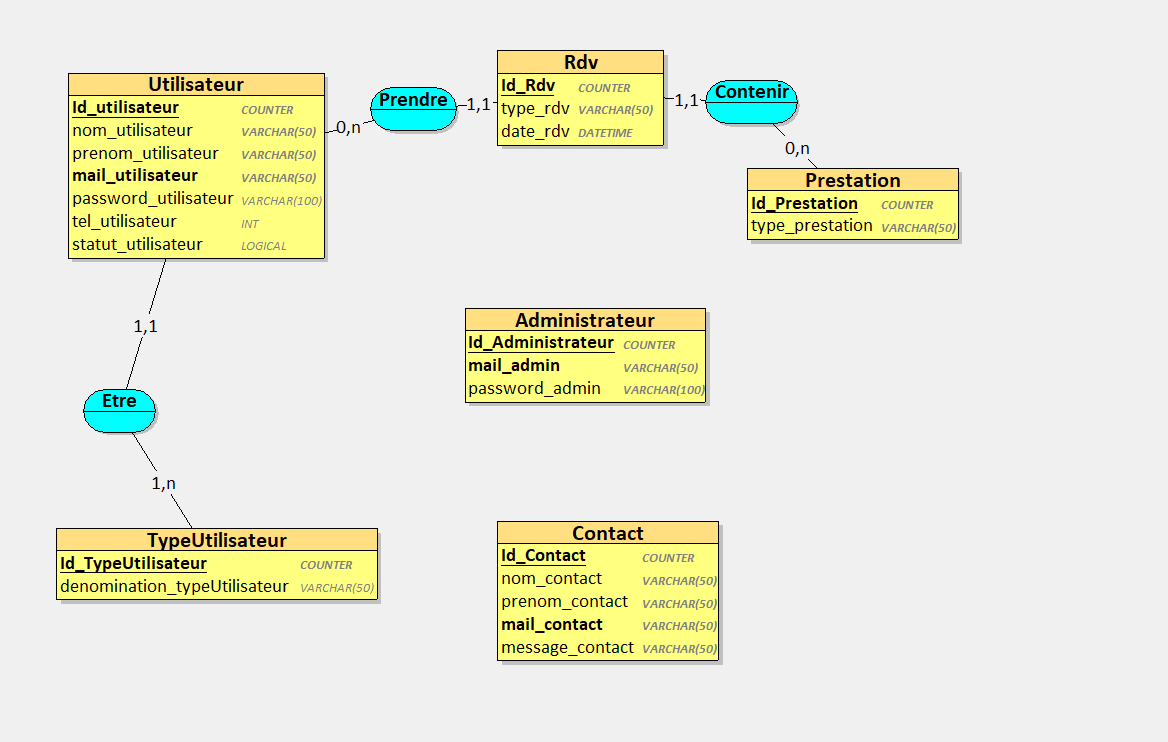 Utilisateur
Id_utilisateur COUNTER
nom_utilisateur VARCHAR(50)
prenom_utilisateur VARCHAR(50)
mail_utilisateur VARCHAR(50)
password_utilisateur VARCHAR(100)
tel_utilisateur INT
statut_utilisateur LOGICAL
0,n
Prendre
1,1
Rdv
Id_Rdv COUNTER
type_rdv VARCHAR(50)
date_rdv DATETIME
1,1
Contenir
0,n
Prestation
Id_Prestation COUNTER
type_prestation VARCHAR(50)
1,1
Etre
1,n
Administrateur
Id_Administrateur COUNTER
mail_admin VARCHAR(50)
password_admin VARCHAR(100)
TypeUtilisateur
Id_TypeUtilisateur COUNTER
denomination_typeUtilisateur VARCHAR(50)
Contact
Id_Contact COUNTER
nom_contact VARCHAR(50)
prenom_contact VARCHAR(50)
mail_contact VARCHAR(50)
message_contact VARCHAR(50)